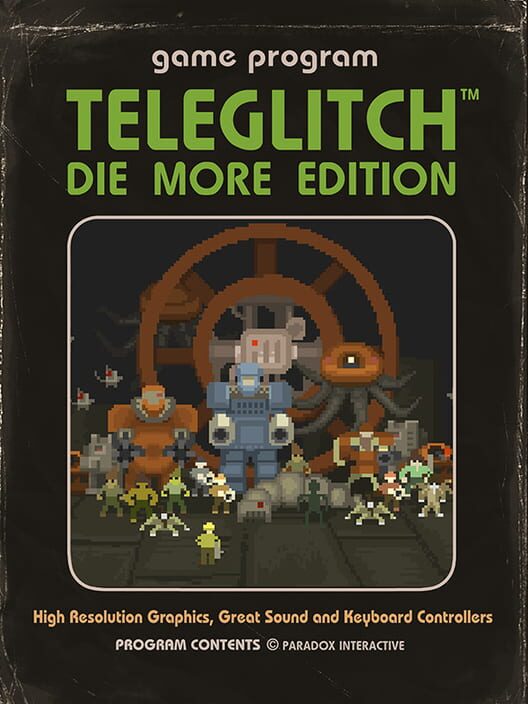 game program
TELEGLITCH™
DIE MORE EDITION
High Resolution Graphics, Great Sound and Keyboard Controllers
PROGRAM CONTENTS © PARADOX INTERACTIVE